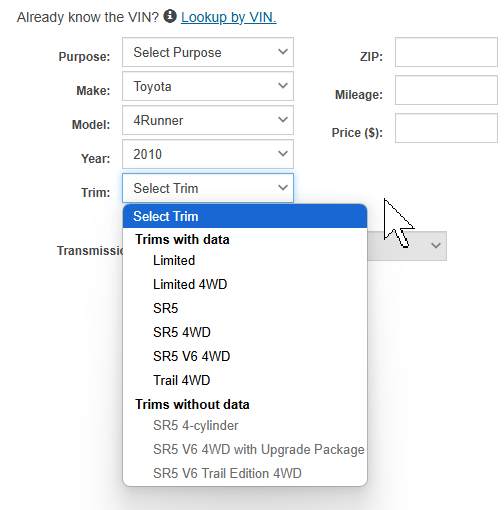 Already know the VIN? Lookup by VIN.
Purpose: Select Purpose ZIP:
Make: Toyota Mileage:
Model: 4Runner Price ($):
Year: 2010
Trim: Select Trim
Select Trim
Trims with data
Limited
Limited 4WD
Transmissi
SR5
SR5 4WD
SR5 V6 4WD
Trail 4WD
Trims without data
SR5 4-cylinder
SR5 V6 4WD with Upgrade Package
SR5 V6 Trail Edition 4WD